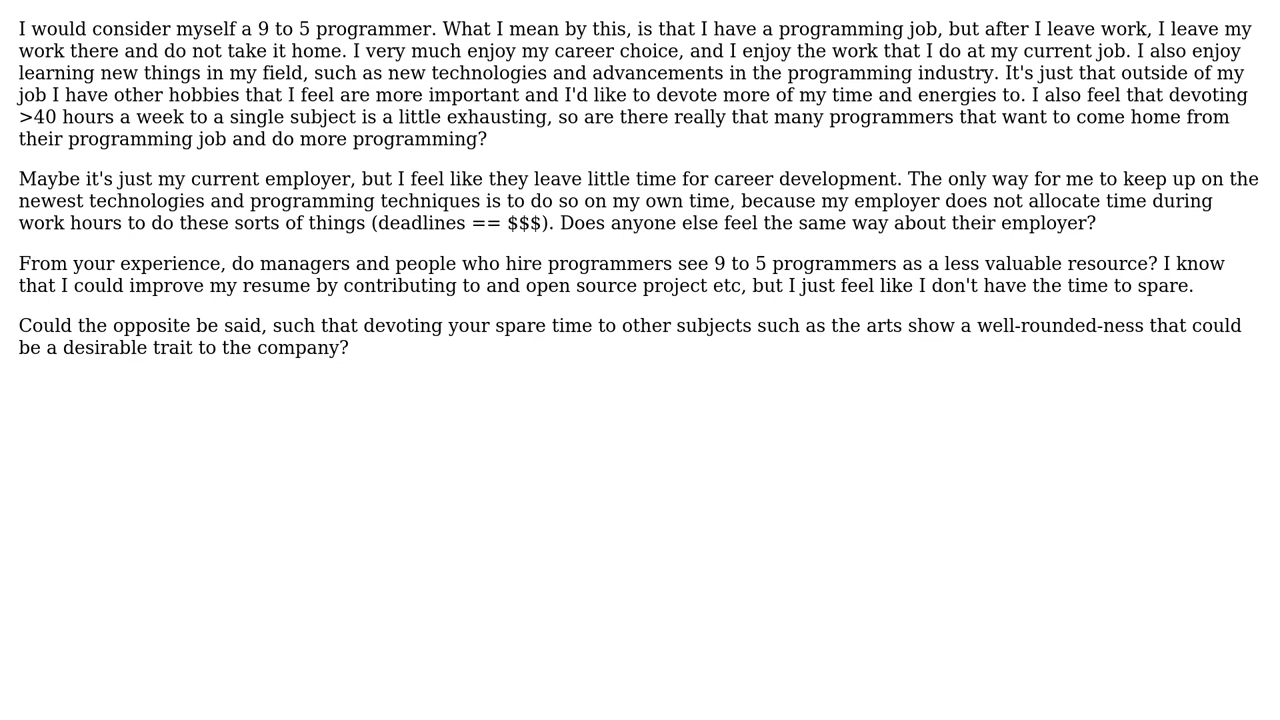 I would consider myself a 9 to 5 programmer. What I mean by this, is that I have a programming job, but after I leave work, I leave my
work there and do not take it home. I very much enjoy my career choice, and I enjoy the work that I do at my current job. I also enjoy
learning new things in my field, such as new technologies and advancements in the programming industry. It's just that outside of my
job I have other hobbies that I feel are more important and I'd like to devote more of my time and energies to. I also feel that devoting
>40 hours a week to a single subject is a little exhausting, so are there really that many programmers that want to come home from
their programming job and do more programming?
Maybe it's just my current employer, but I feel like they leave little time for career development. The only way for me to keep up on the
newest technologies and programming techniques is to do so on my own time, because my employer does not allocate time during
work hours to do these sorts of things (deadlines == $$$). Does anyone else feel the same way about their employer?
From your experience, do managers and people who hire programmers see 9 to 5 programmers as a less valuable resource? I know
that I could improve my resume by contributing to and open source project etc, but I just feel like I don't have the time to spare.
Could the opposite be said, such that devoting your spare time to other subjects such as the arts show a well-rounded-ness that could
be a desirable trait to the company?